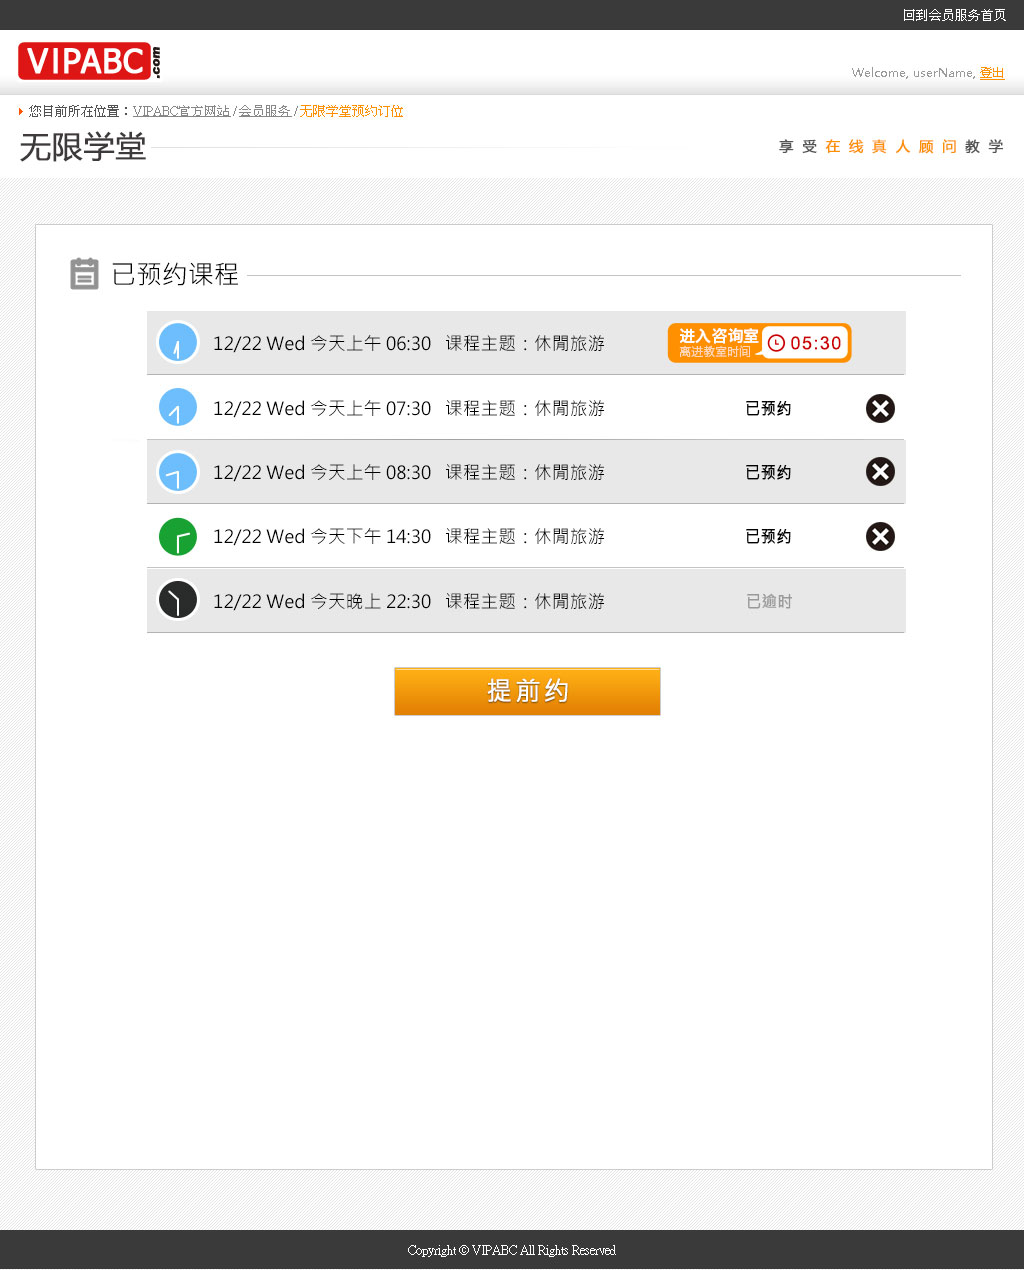 回到会员服务首页
VIPABC.com
Welcome, userName, 登出
您目前所在位置：VIPABC官方网站/会员服务/无限学堂预约订位
无限学堂
享受在线真人顾问教学
已预约课程
12/22 Wed 今天上午 06:30 课程主题：休閒旅游 进入咨询室 离进教室时间 05:30
12/22 Wed 今天上午 07:30 课程主题：休閒旅游 已预约
12/22 Wed 今天上午 08:30 课程主题：休閒旅游 已预约
12/22 Wed 今天下午 14:30 课程主题：休閒旅游 已预约
12/22 Wed 今天晚上 22:30 课程主题：休閒旅游 已逾时
提前约
Copyright © VIPABC All Rights Reserved